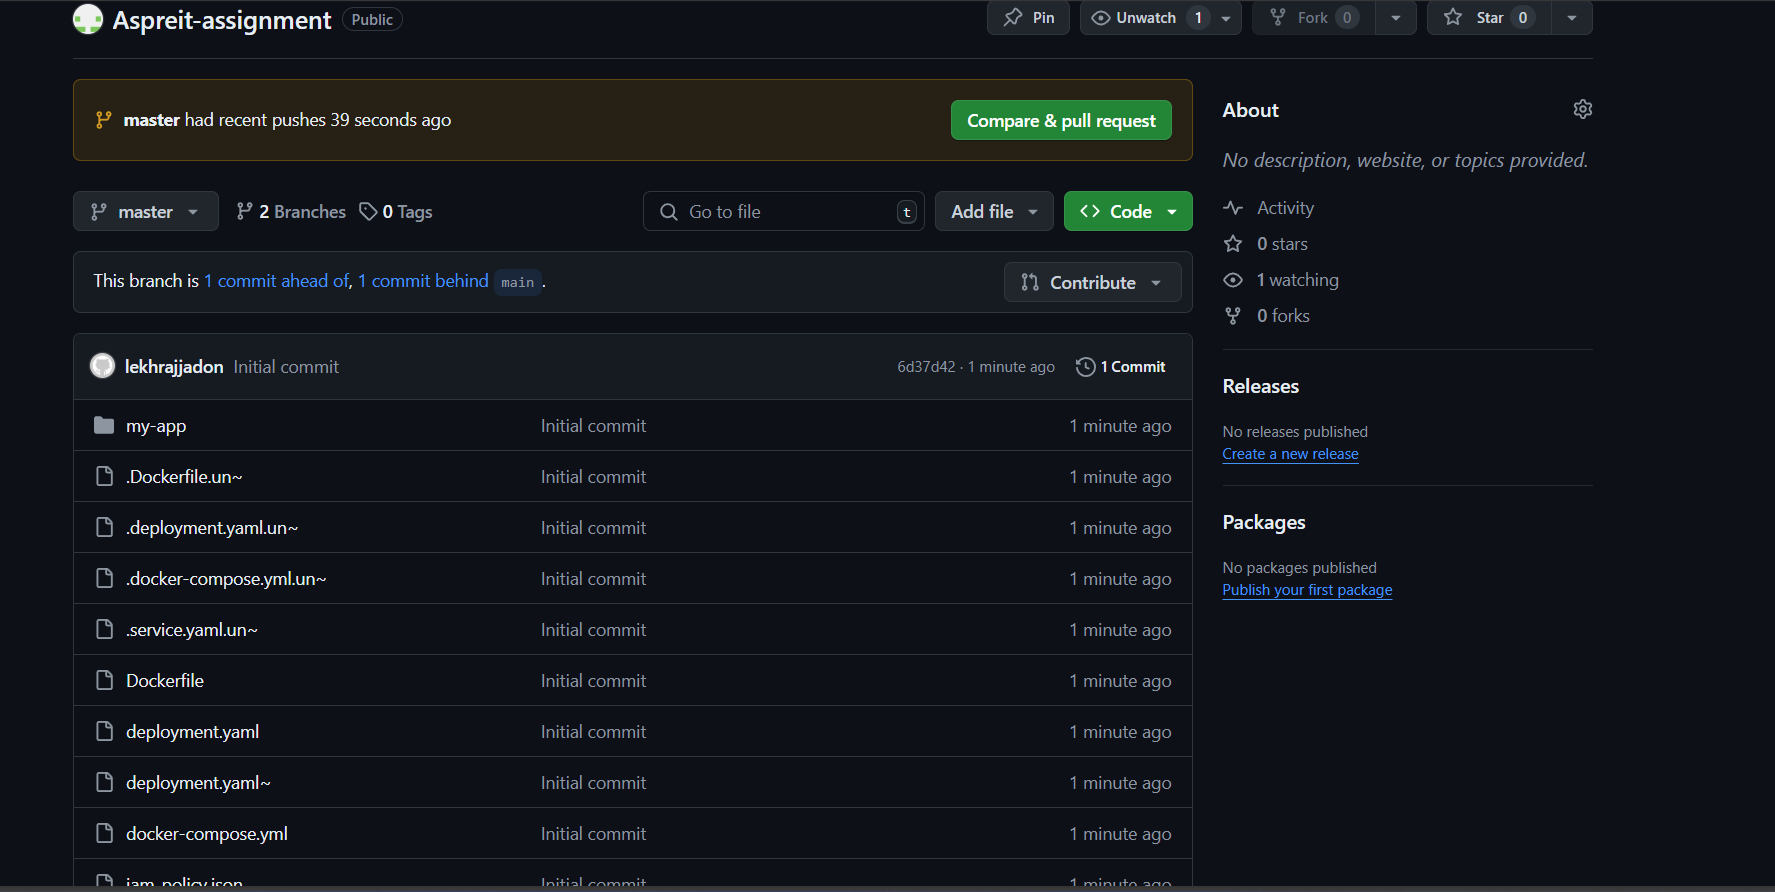 Aspreit-assignment Public Pin Unwatch 1 Fork 0 Star 0
master had recent pushes 39 seconds ago Compare & pull request
master 2 Branches 0 Tags Go to file t Add file Code
This branch is 1 commit ahead of, 1 commit behind main .
Contribute
lekhrajjadon Initial commit 6d37d42 · 1 minute ago 1 Commit
my-app Initial commit 1 minute ago
.Dockerfile.un~ Initial commit 1 minute ago
.deployment.yaml.un~ Initial commit 1 minute ago
.docker-compose.yml.un~ Initial commit 1 minute ago
.service.yaml.un~ Initial commit 1 minute ago
Dockerfile Initial commit 1 minute ago
deployment.yaml Initial commit 1 minute ago
deployment.yaml~ Initial commit 1 minute ago
docker-compose.yml Initial commit 1 minute ago
iam_policy.json Initial commit 1 minute ago
About
No description, website, or topics provided.
Activity
0 stars
1 watching
0 forks
Releases
No releases published
Create a new release
Packages
No packages published
Publish your first package